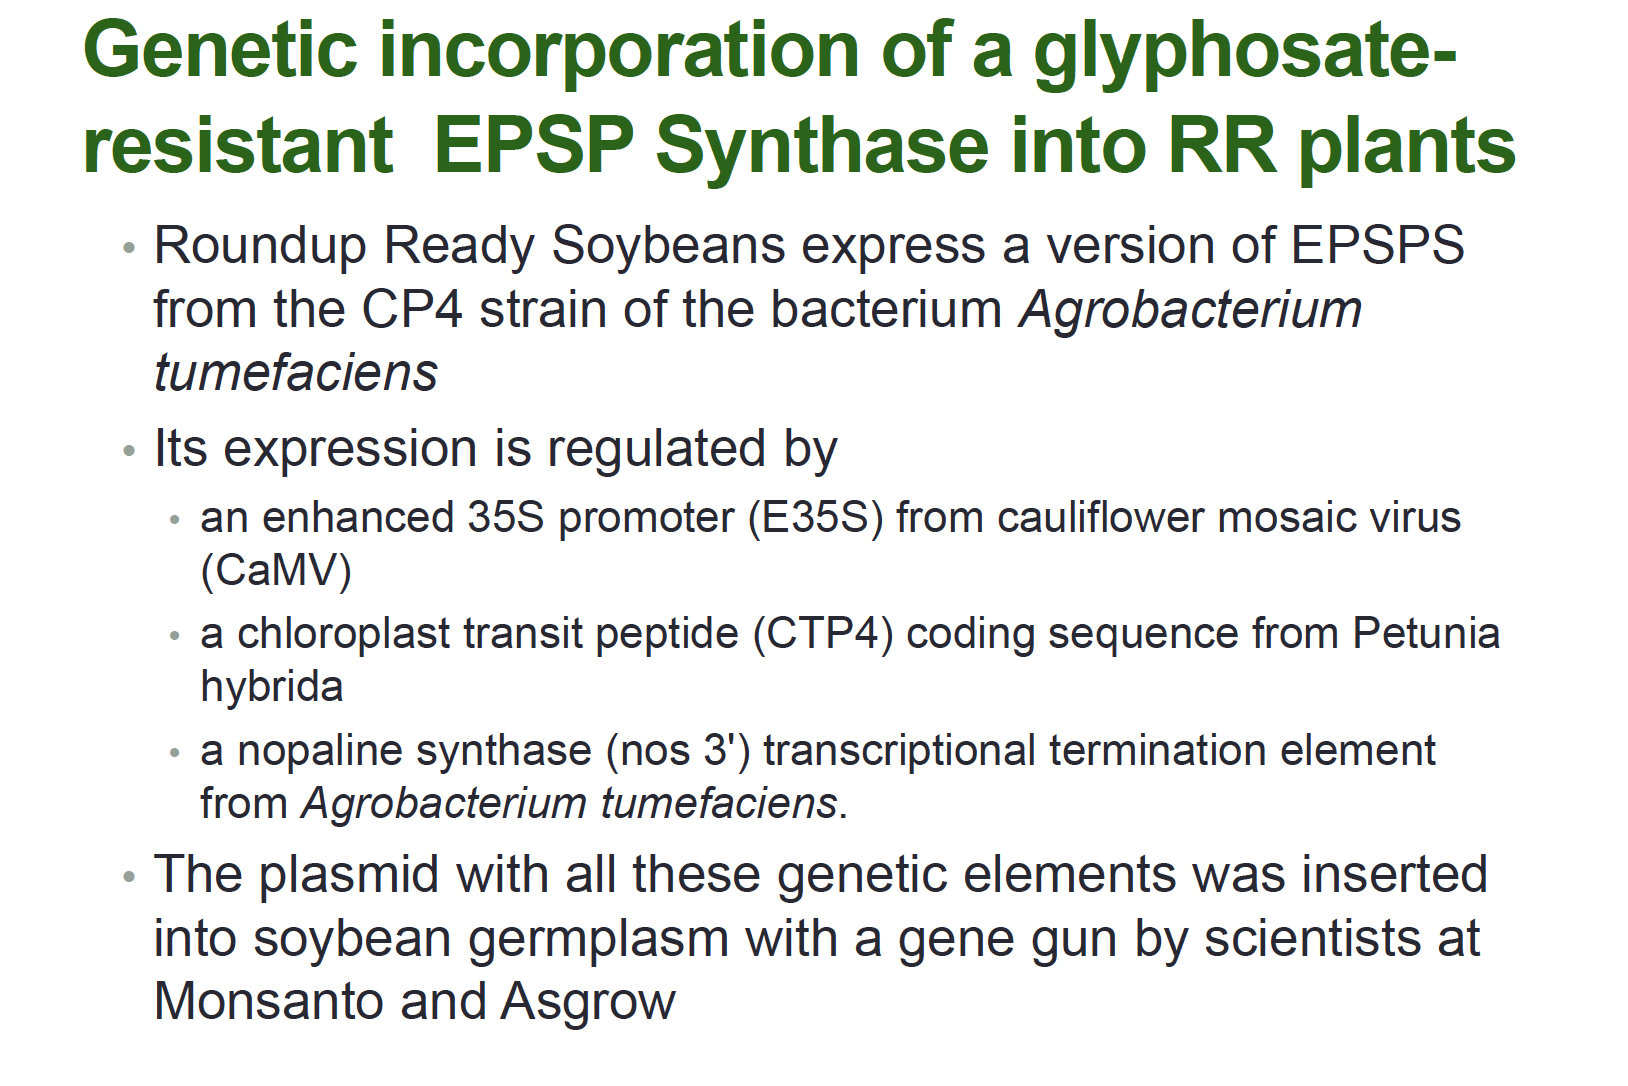 Genetic incorporation of a glyphosate-
resistant  EPSP Synthase into RR plants
• Roundup Ready Soybeans express a version of EPSPS
from the CP4 strain of the bacterium Agrobacterium
tumefaciens
• Its expression is regulated by
• an enhanced 35S promoter (E35S) from cauliflower mosaic virus
(CaMV)
• a chloroplast transit peptide (CTP4) coding sequence from Petunia
hybrida
• a nopaline synthase (nos 3') transcriptional termination element
from Agrobacterium tumefaciens.
• The plasmid with all these genetic elements was inserted
into soybean germplasm with a gene gun by scientists at
Monsanto and Asgrow